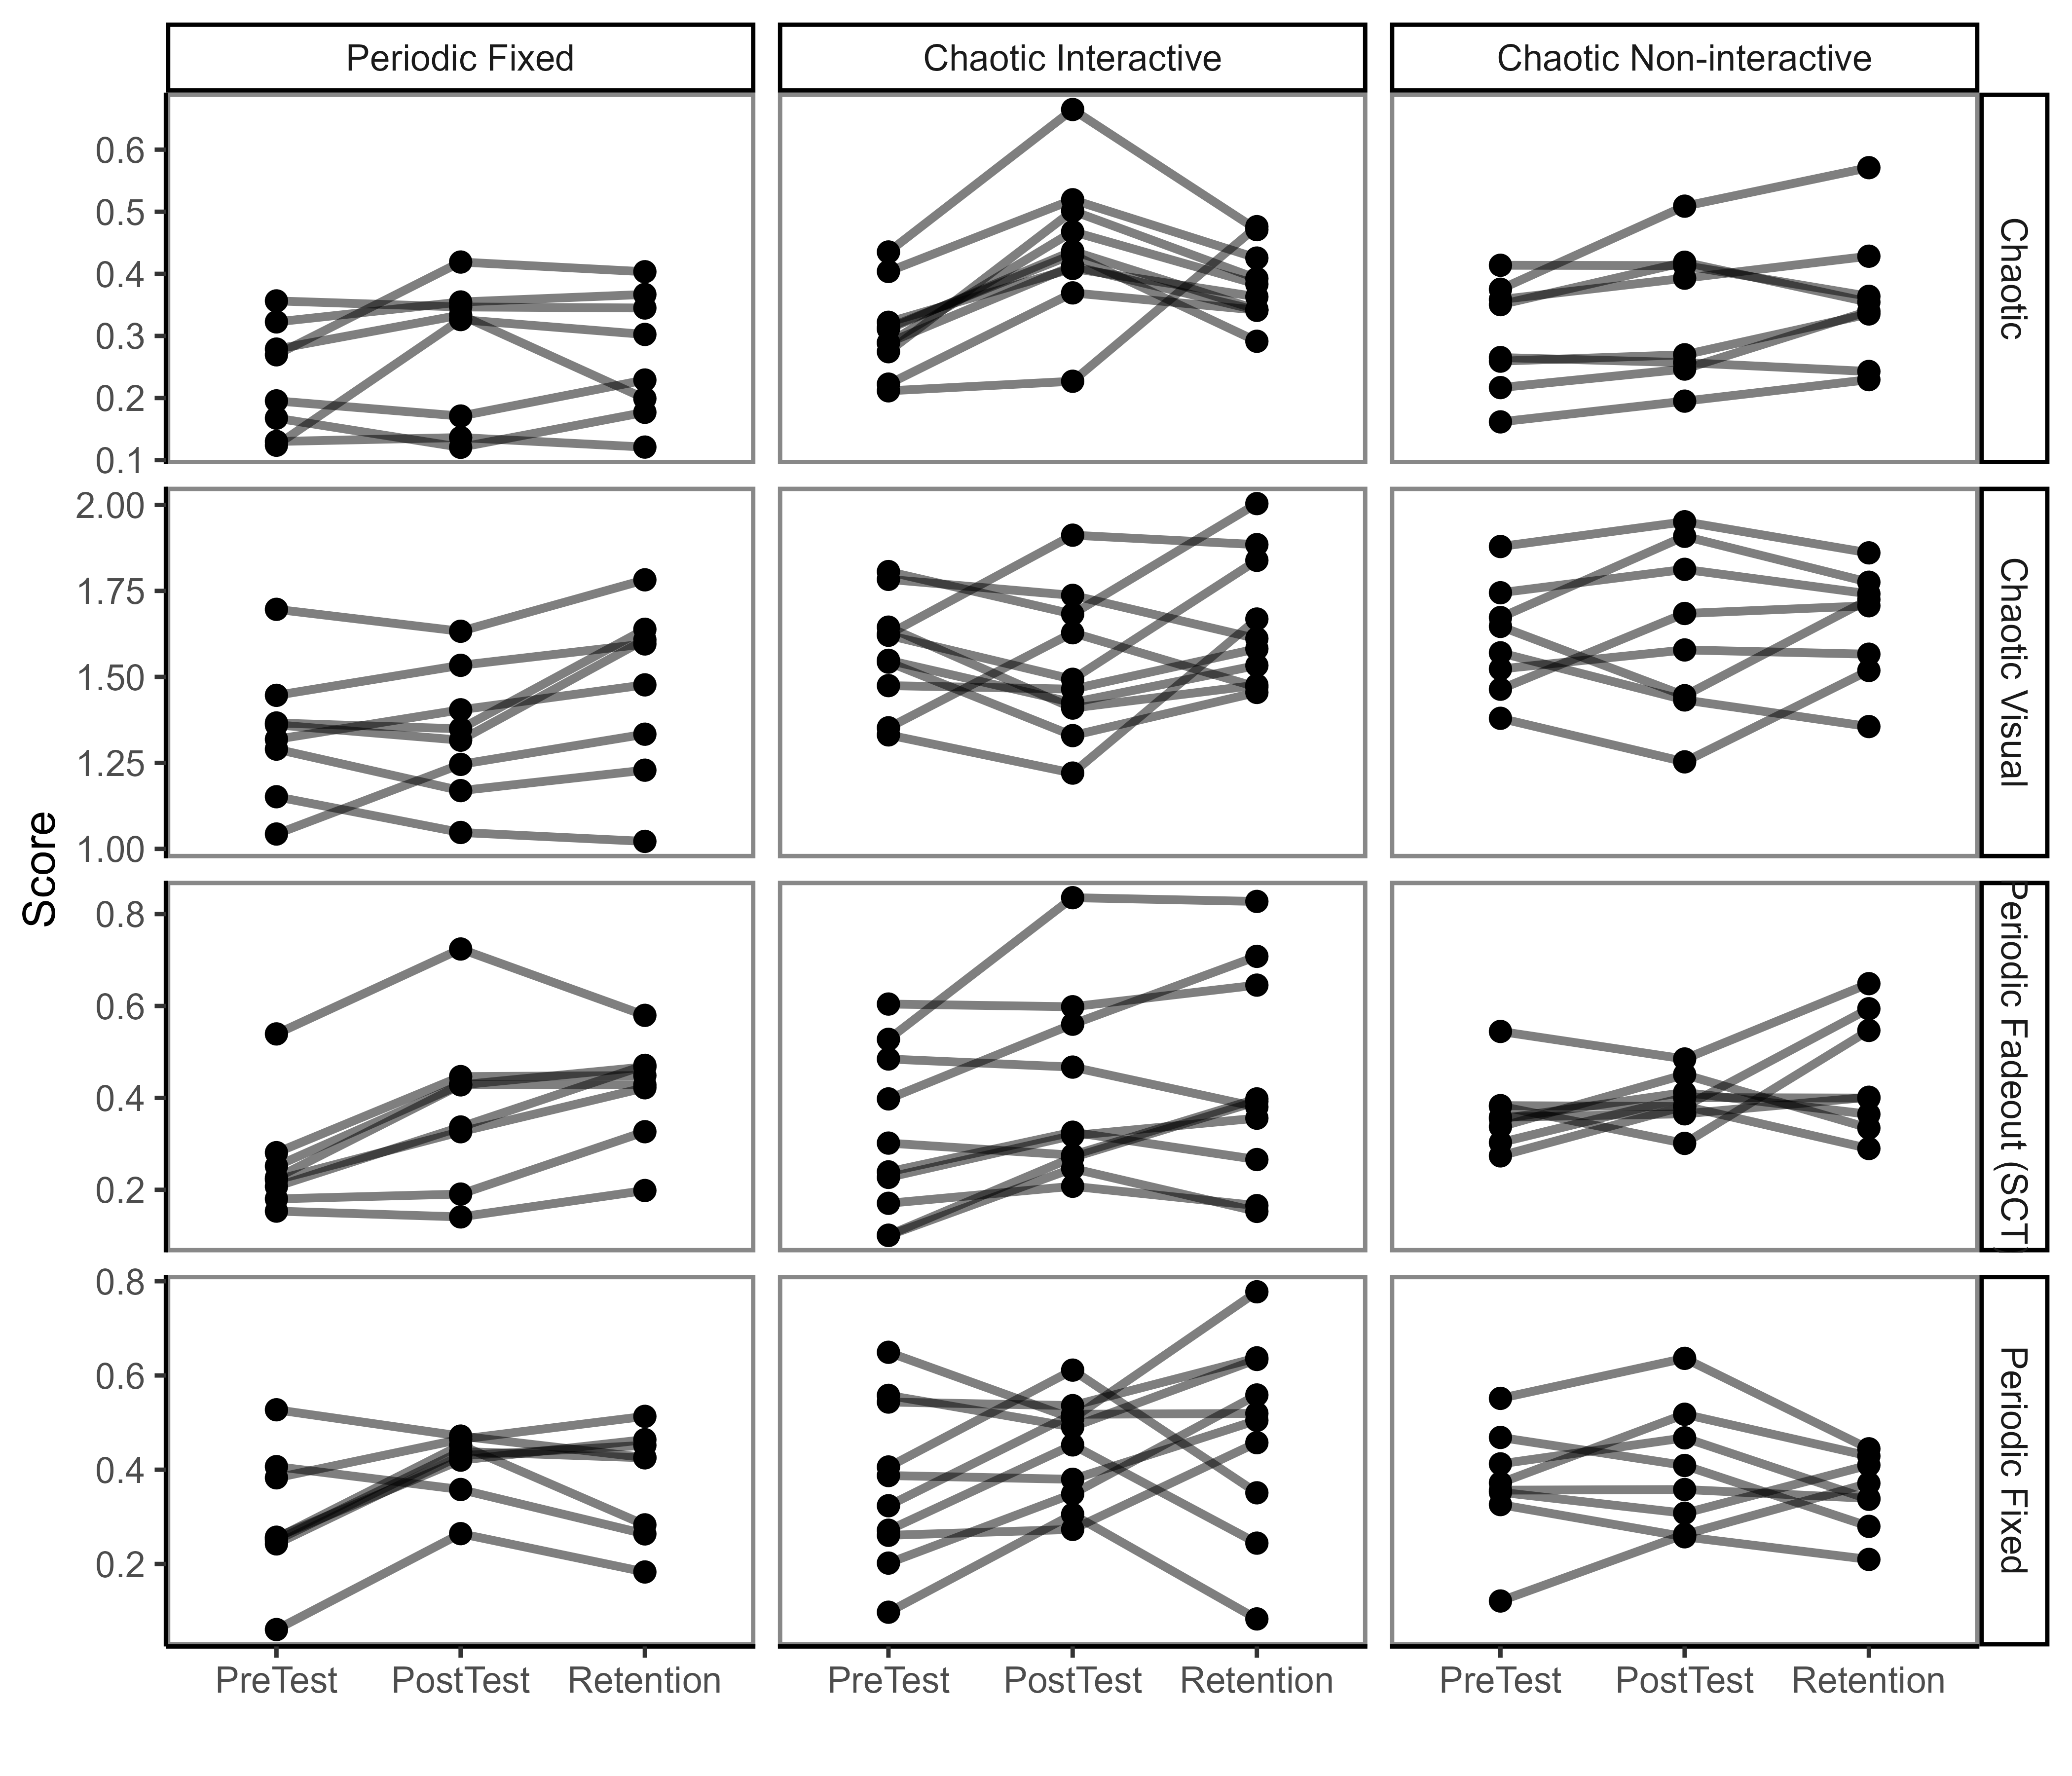 Periodic Fixed
Chaotic Interactive
Chaotic Non-interactive
0.6
0.5
0.4
0.3
0.2
0.1
Chaotic
2.00
1.75
1.50
1.25
1.00
Chaotic Visual
0.8
0.6
0.4
0.2
Periodic Fadeout (SCT)
0.8
0.6
0.4
0.2
Periodic Fixed
Score
PreTest PostTest Retention
PreTest PostTest Retention
PreTest PostTest Retention